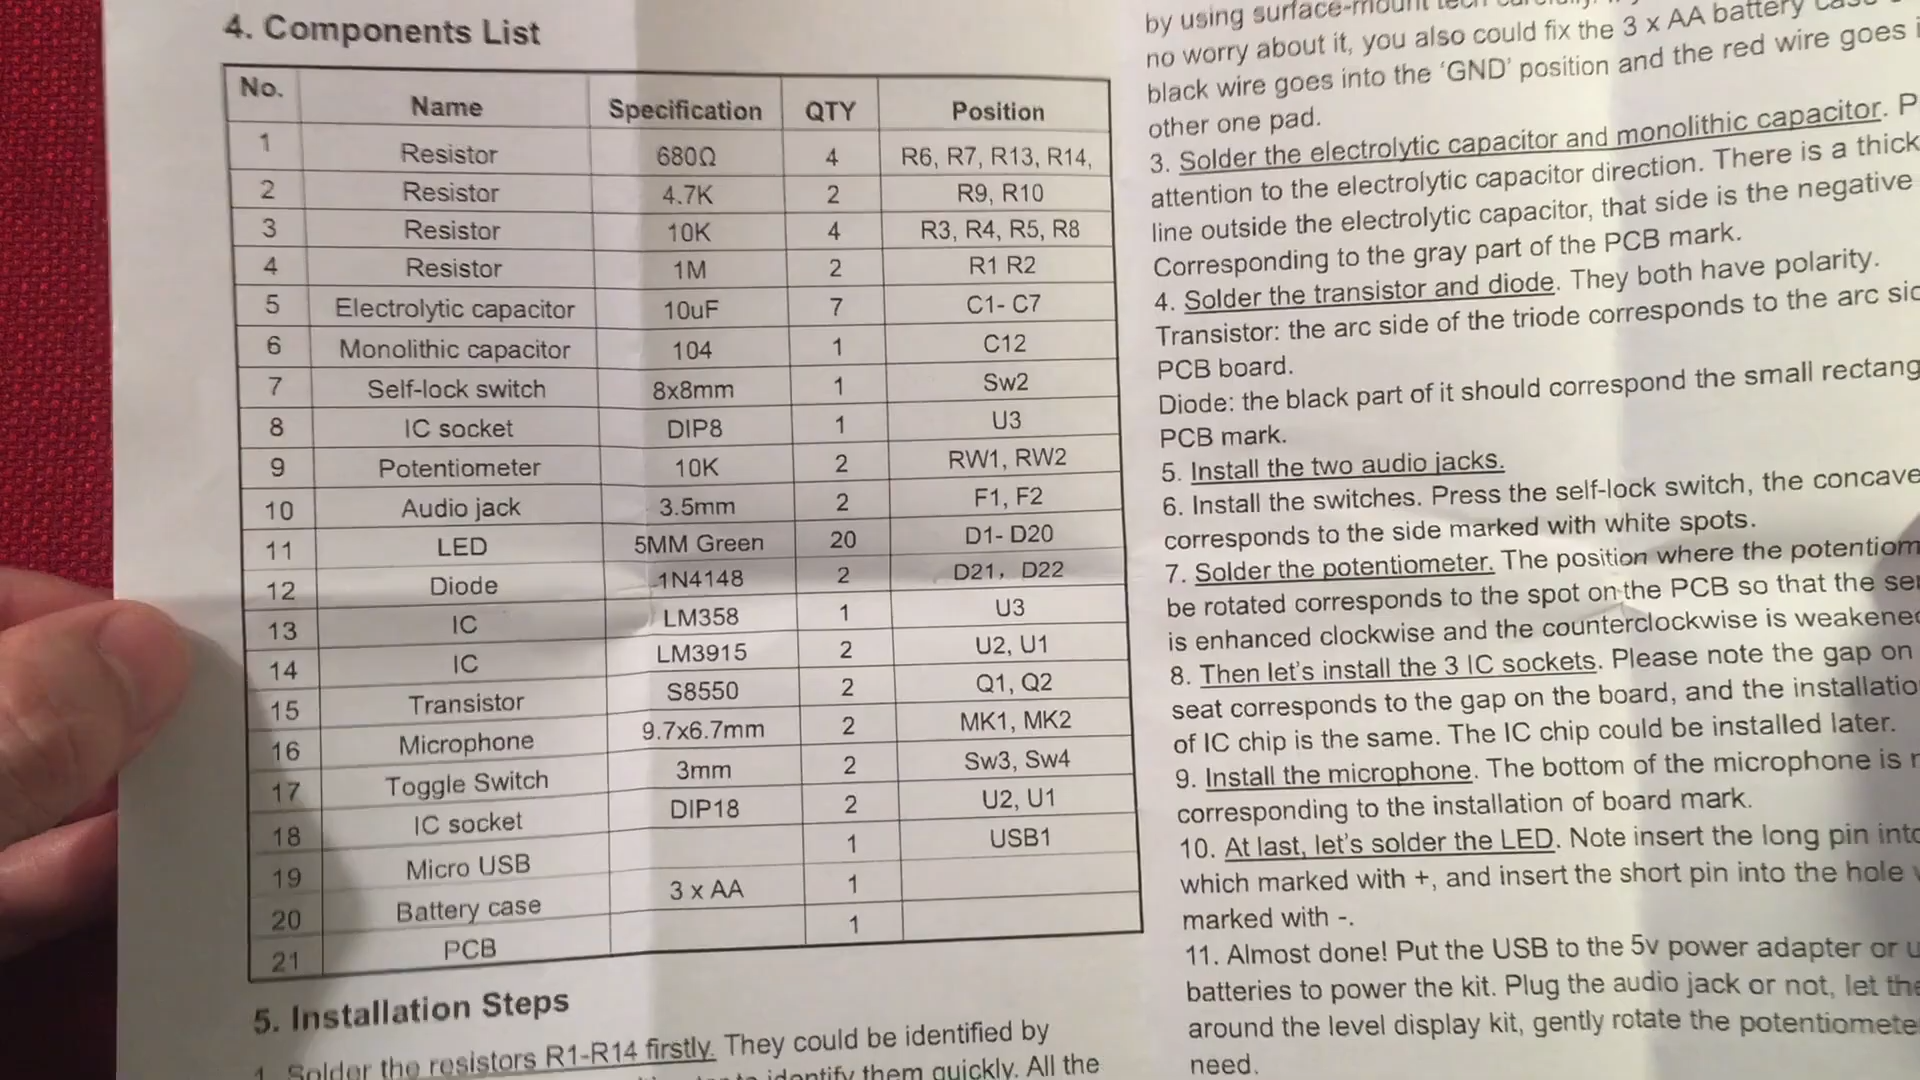 4. Components List
No. Name Specification QTY Position
1 Resistor 680Ω 4 R6, R7, R13, R14,
2 Resistor 4.7K 2 R9, R10
3 Resistor 10K 4 R3, R4, R5, R8
4 Resistor 1M 2 R1 R2
5 Electrolytic capacitor 10uF 7 C1- C7
6 Monolithic capacitor 104 1 C12
7 Self-lock switch 8x8mm 1 Sw2
8 IC socket DIP8 1 U3
9 Potentiometer 10K 2 RW1, RW2
10 Audio jack 3.5mm 2 F1, F2
11 LED 5MM Green 20 D1- D20
12 Diode 1N4148 2 D21, D22
13 IC LM358 1 U3
14 IC LM3915 2 U2, U1
15 Transistor S8550 2 Q1, Q2
16 Microphone 9.7x6.7mm 2 MK1, MK2
17 Toggle Switch 3mm 2 Sw3, Sw4
18 IC socket DIP18 2 U2, U1
19 Micro USB 1 USB1
20 Battery case 3 x AA 1
21 PCB 1
5. Installation Steps
1. Solder the resistors R1-R14 firstly. They could be identified by
to identify them quickly. All the
by using surface-mount tech
no worry about it, you also could fix the 3 x AA battery case
black wire goes into the 'GND' position and the red wire goes
other one pad.
3. Solder the electrolytic capacitor and monolithic capacitor. P
attention to the electrolytic capacitor direction. There is a thick
line outside the electrolytic capacitor, that side is the negative
Corresponding to the gray part of the PCB mark.
4. Solder the transistor and diode. They both have polarity.
Transistor: the arc side of the triode corresponds to the arc sid
PCB board.
Diode: the black part of it should correspond the small rectang
PCB mark.
5. Install the two audio jacks.
6. Install the switches. Press the self-lock switch, the concave
corresponds to the side marked with white spots.
7. Solder the potentiometer. The position where the potentiom
be rotated corresponds to the spot on the PCB so that the sen
is enhanced clockwise and the counterclockwise is weakened
8. Then let's install the 3 IC sockets. Please note the gap on
seat corresponds to the gap on the board, and the installatio
of IC chip is the same. The IC chip could be installed later.
9. Install the microphone. The bottom of the microphone is
corresponding to the installation of board mark.
10. At last, let's solder the LED. Note insert the long pin into
which marked with +, and insert the short pin into the hole
marked with -.
11. Almost done! Put the USB to the 5v power adapter or u
batteries to power the kit. Plug the audio jack or not, let the
around the level display kit, gently rotate the potentiomete
need.